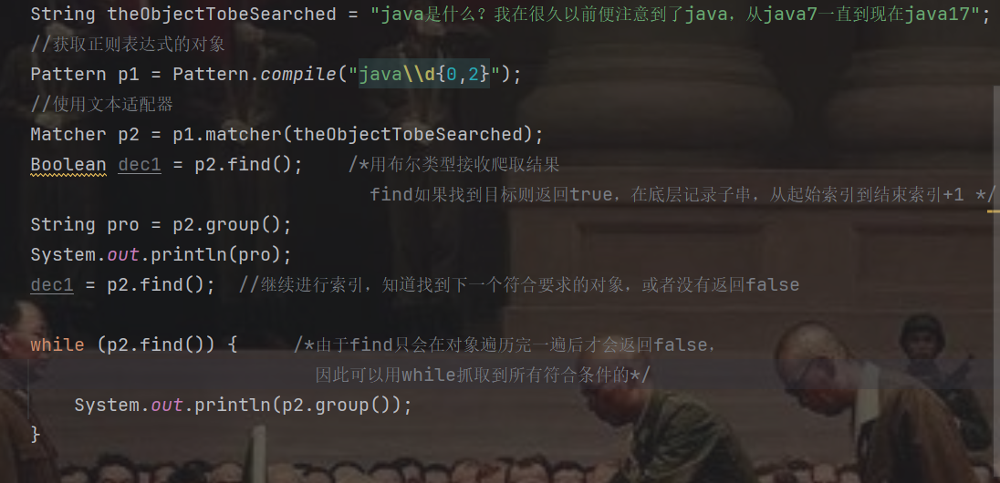 String theObjectTobeSearched = "java是什么？我在很久以前便注意到了java，从java7一直到现在java17";
//获取正则表达式的对象
Pattern p1 = Pattern.compile("java\\d{0,2}");
//使用文本适配器
Matcher p2 = p1.matcher(theObjectTobeSearched);
Boolean dec1 = p2.find();    /*用布尔类型接收爬取结果
find如果找到目标则返回true，在底层记录子串，从起始索引到结束索引+1 */
String pro = p2.group();
System.out.println(pro);
dec1 = p2.find();  //继续进行索引，知道找到下一个符合要求的对象，或者没有返回false
while (p2.find()) {     /*由于find只会在对象遍历完一遍后才会返回false，
因此可以用while抓取到所有符合条件的*/
System.out.println(p2.group());
}